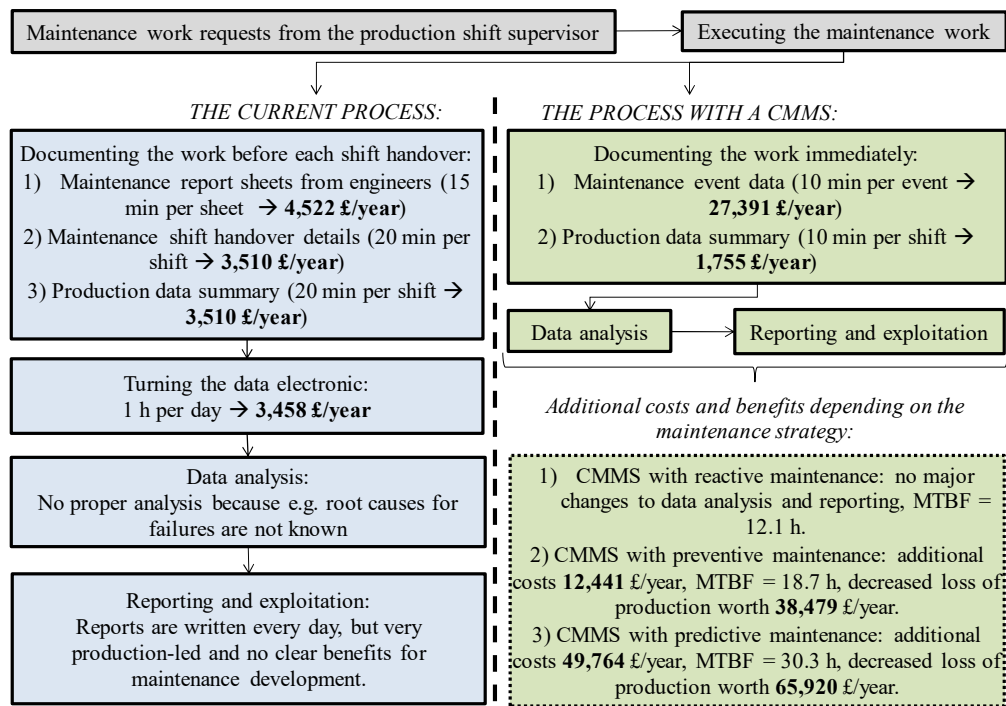 Maintenance work requests from the production shift supervisor
Executing the maintenance work
THE CURRENT PROCESS:
Documenting the work before each shift handover:
1) Maintenance report sheets from engineers (15
min per sheet → 4,522 £/year)
2) Maintenance shift handover details (20 min per
shift → 3,510 £/year)
3) Production data summary (20 min per shift →
3,510 £/year)
Turning the data electronic:
1 h per day → 3,458 £/year
Data analysis:
No proper analysis because e.g. root causes for
failures are not known
Reporting and exploitation:
Reports are written every day, but very
production-led and no clear benefits for
maintenance development.
THE PROCESS WITH A CMMS:
Documenting the work immediately:
1) Maintenance event data (10 min per event →
27,391 £/year)
2) Production data summary (10 min per shift →
1,755 £/year)
Data analysis
Reporting and exploitation
Additional costs and benefits depending on the
maintenance strategy:
1) CMMS with reactive maintenance: no major
changes to data analysis and reporting, MTBF =
12.1 h.
2) CMMS with preventive maintenance: additional
costs 12,441 £/year, MTBF = 18.7 h, decreased loss of
production worth 38,479 £/year.
3) CMMS with predictive maintenance: additional
costs 49,764 £/year, MTBF = 30.3 h, decreased loss of
production worth 65,920 £/year.